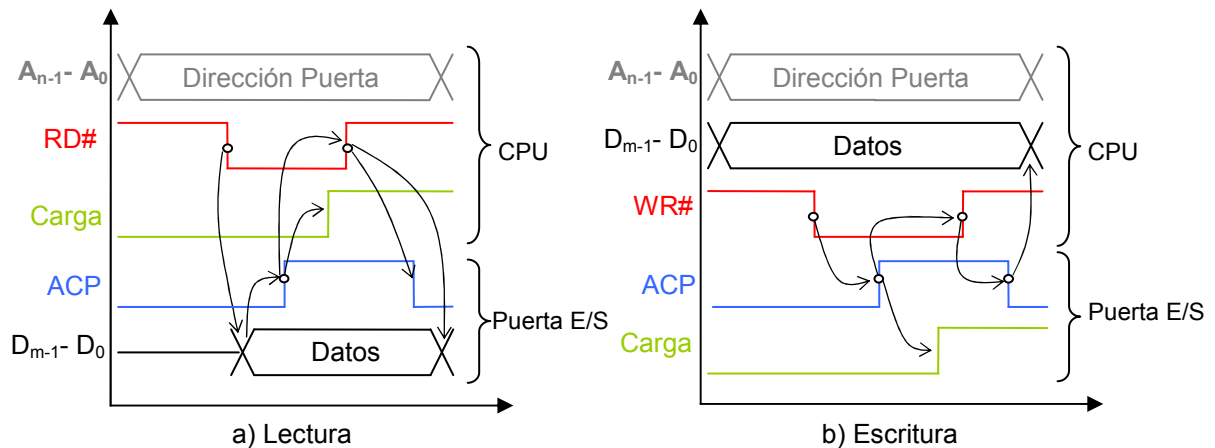 Aₙ₋₁- A₀
Dirección Puerta
RD#
Carga
ACP
Dₘ₋₁- D₀
Datos
CPU
Puerta E/S
a) Lectura
Aₙ₋₁- A₀
Dirección Puerta
Dₘ₋₁- D₀
Datos
WR#
ACP
Carga
CPU
Puerta E/S
b) Escritura